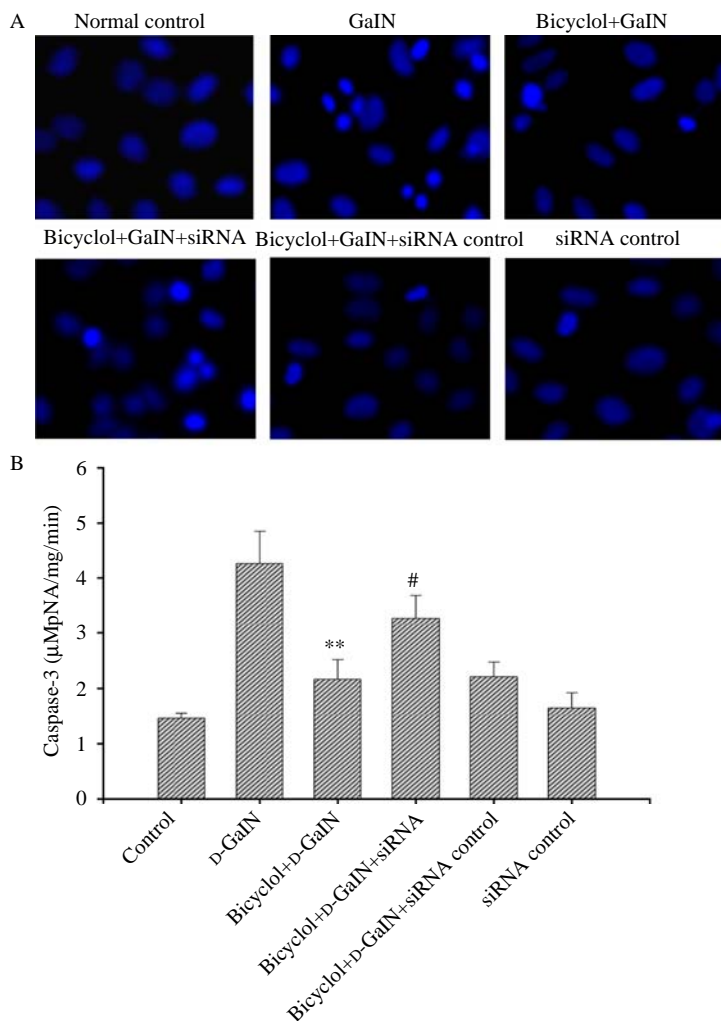 A
Normal control
GaIN
Bicyclol+GaIN
Bicyclol+GaIN+siRNA
Bicyclol+GaIN+siRNA control
siRNA control
B
6
5
4
3
2
1
0
Caspase-3 (μMpNA/mg/min)
**
#
Control
D-GaIN
Bicyclol+D-GaIN
Bicyclol+D-GaIN+siRNA
Bicyclol+D-GaIN+siRNA control
siRNA control